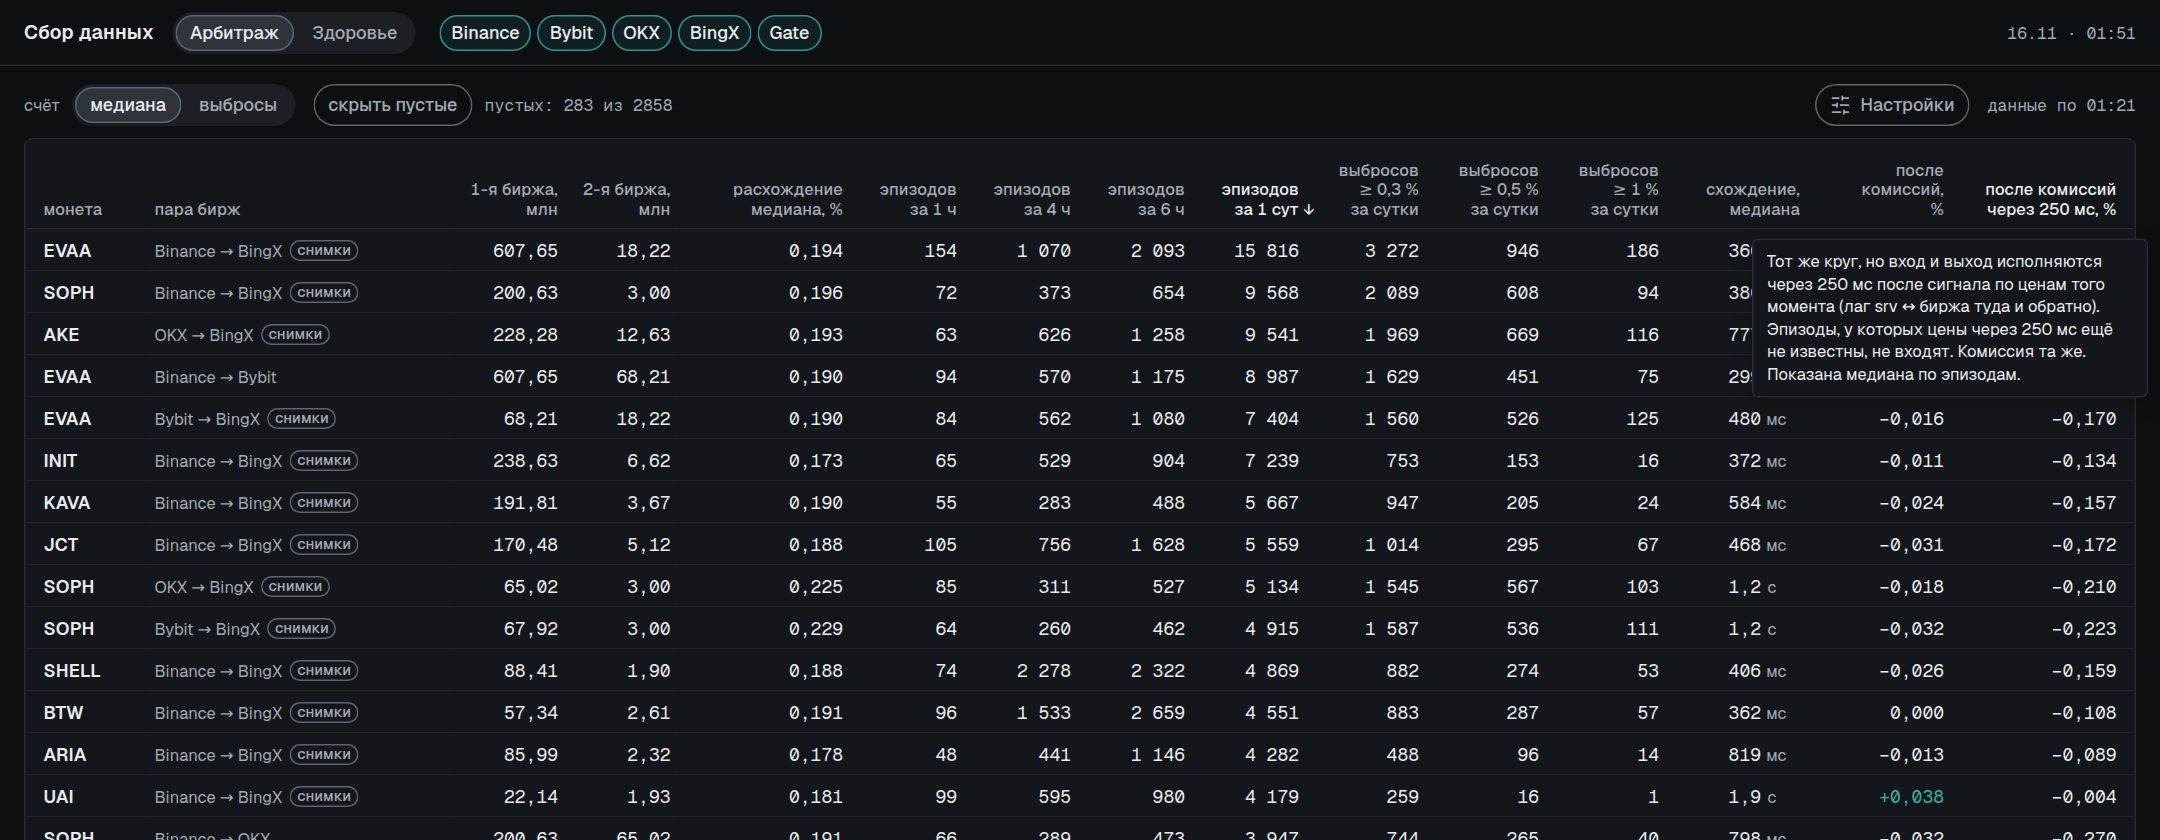 Сбор данных Арбитраж Здоровье Binance Bybit OKX BingX Gate 16.11 · 01:51
счёт медиана выбросы скрыть пустые пустых: 283 из 2858 Настройки данные по 01:21
монета пара бирж 1-я биржа, млн 2-я биржа, млн расхождение медиана, % эпизодов за 1 ч эпизодов за 4 ч эпизодов за 6 ч эпизодов за 1 сут ↓ выбросов ≥ 0,3 % за сутки выбросов ≥ 0,5 % за сутки выбросов ≥ 1 % за сутки схождение, медиана после комиссий, % после комиссий через 250 мс, %
EVAA Binance → BingX СНИМКИ 607,65 18,22 0,194 154 1 070 2 093 15 816 3 272 946 186
SOPH Binance → BingX СНИМКИ 200,63 3,00 0,196 72 373 654 9 568 2 089 608 94
AKE OKX → BingX СНИМКИ 228,28 12,63 0,193 63 626 1 258 9 541 1 969 669 116
EVAA Binance → Bybit 607,65 68,21 0,190 94 570 1 175 8 987 1 629 451 75
Тот же круг, но вход и выход исполняются
через 250 мс после сигнала по ценам того
момента (лаг srv ↔ биржа туда и обратно).
Эпизоды, у которых цены через 250 мс ещё
не известны, не входят. Комиссия та же.
Показана медиана по эпизодам.
EVAA Bybit → BingX СНИМКИ 68,21 18,22 0,190 84 562 1 080 7 404 1 560 526 125 480 мс −0,016 −0,170
INIT Binance → BingX СНИМКИ 238,63 6,62 0,173 65 529 904 7 239 753 153 16 372 мс −0,011 −0,134
KAVA Binance → BingX СНИМКИ 191,81 3,67 0,190 55 283 488 5 667 947 205 24 584 мс −0,024 −0,157
JCT Binance → BingX СНИМКИ 170,48 5,12 0,188 105 756 1 628 5 559 1 014 295 67 468 мс −0,031 −0,172
SOPH OKX → BingX СНИМКИ 65,02 3,00 0,225 85 311 527 5 134 1 545 567 103 1,2 с −0,018 −0,210
SOPH Bybit → BingX СНИМКИ 67,92 3,00 0,229 64 260 462 4 915 1 587 536 111 1,2 с −0,032 −0,223
SHELL Binance → BingX СНИМКИ 88,41 1,90 0,188 74 2 278 2 322 4 869 882 274 53 406 мс −0,026 −0,159
BTW Binance → BingX СНИМКИ 57,34 2,61 0,191 96 1 533 2 659 4 551 883 287 57 362 мс 0,000 −0,108
ARIA Binance → BingX СНИМКИ 85,99 2,32 0,178 48 441 1 146 4 282 488 96 14 819 мс −0,013 −0,089
UAI Binance → BingX СНИМКИ 22,14 1,93 0,181 99 595 980 4 179 259 16 1 1,9 с +0,038 −0,004
SOPH Binance → OKX 200,63 65,02 0,191 66 289 473 3 947 744 265 40 798 мс −0,032 −0,270